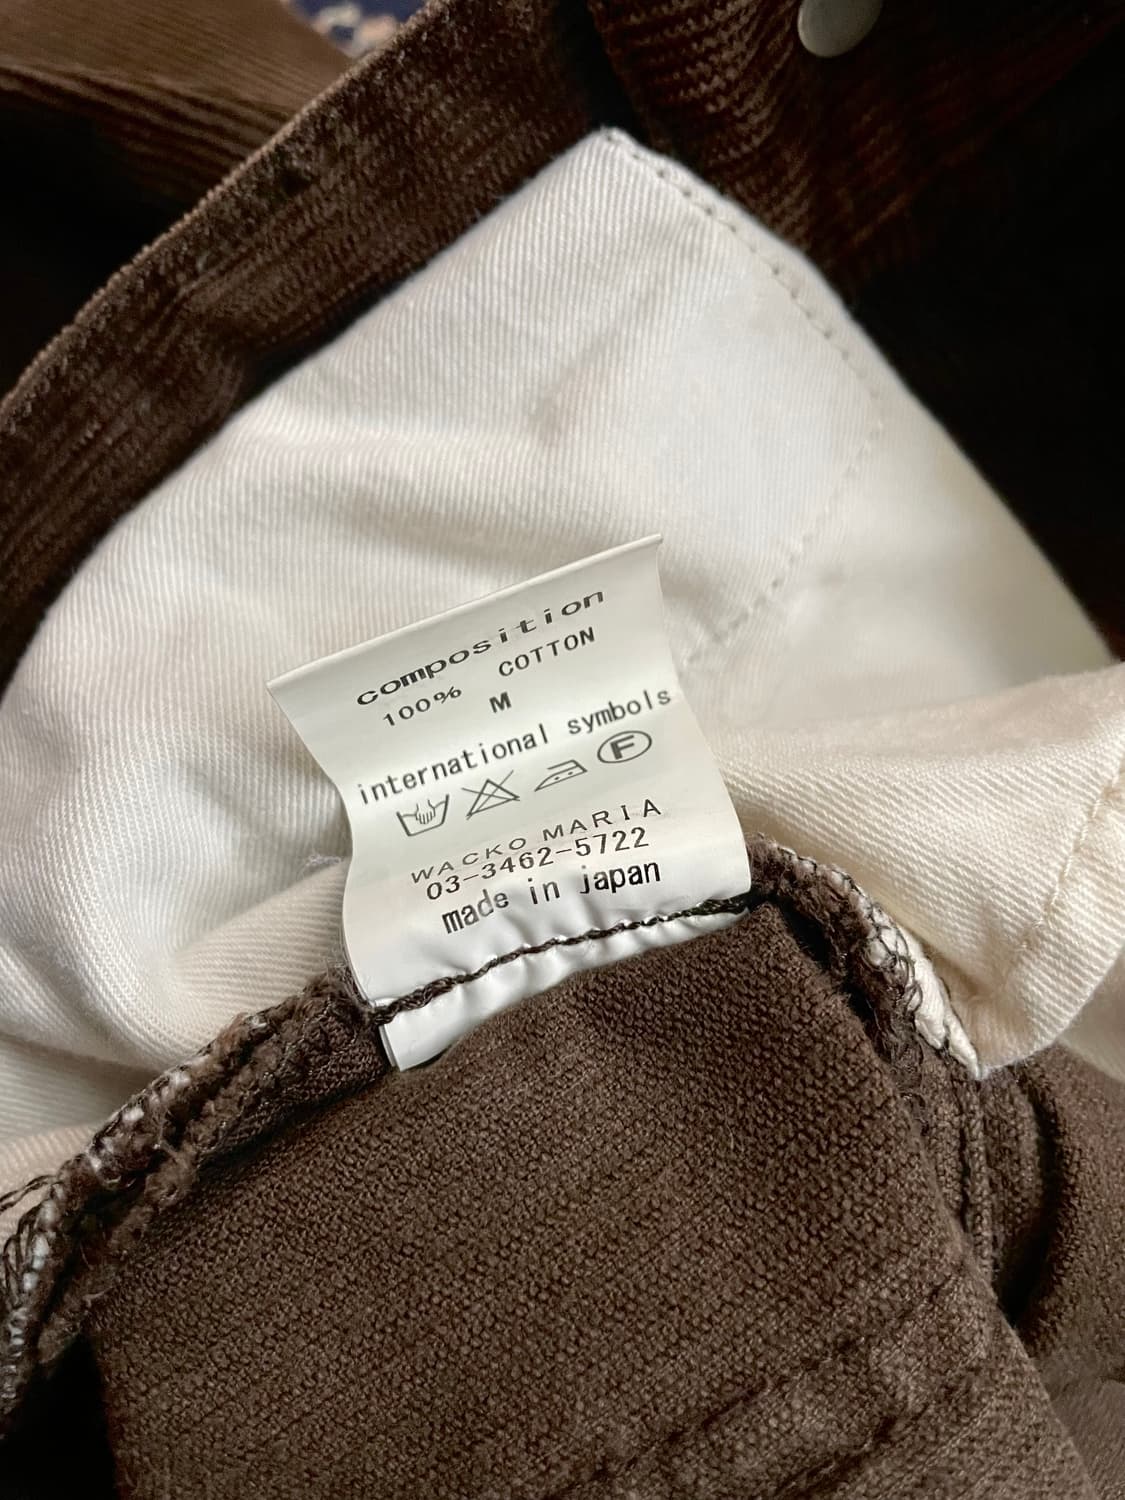 composition
100% COTTON
M
international symbols
F
WACKO MARIA
03-3462-5722
made in japan